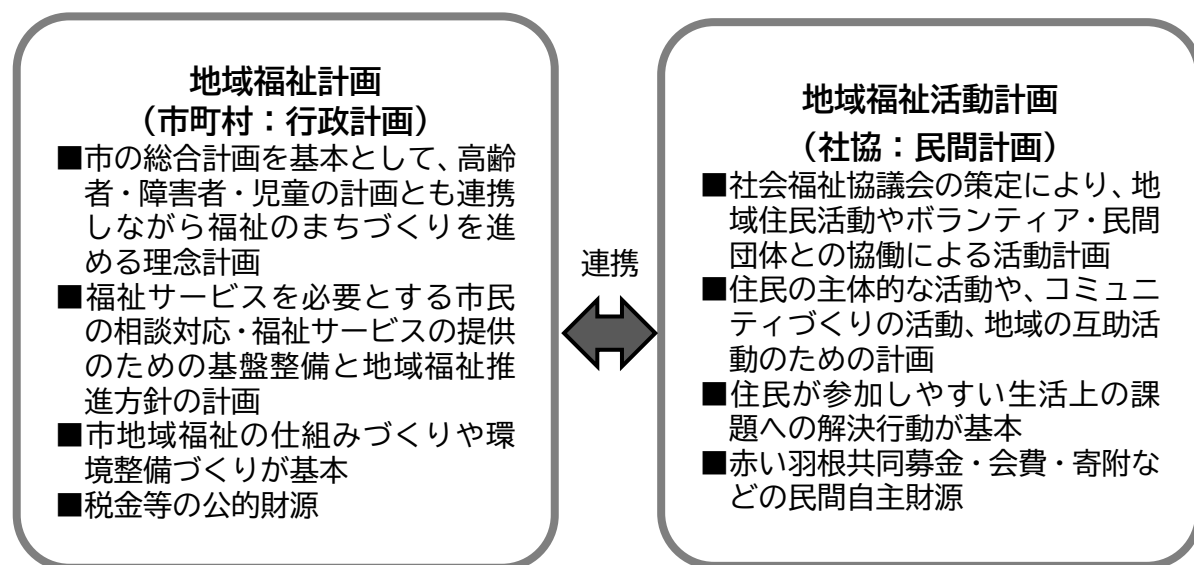 地域福祉計画
（市町村：行政計画）
■市の総合計画を基本として、高齢
者・障害者・児童の計画とも連携
しながら福祉のまちづくりを進
める理念計画
■福祉サービスを必要とする市民
の相談対応・福祉サービスの提供
のための基盤整備と地域福祉推
進方針の計画
■市地域福祉の仕組みづくりや環
境整備づくりが基本
■税金等の公的財源
連携
地域福祉活動計画
（社協：民間計画）
■社会福祉協議会の策定により、地
域住民活動やボランティア・民間
団体との協働による活動計画
■住民の主体的な活動や、コミュニ
ティづくりの活動、地域の互助活
動のための計画
■住民が参加しやすい生活上の課
題への解決行動が基本
■赤い羽根共同募金・会費・寄附な
どの民間自主財源